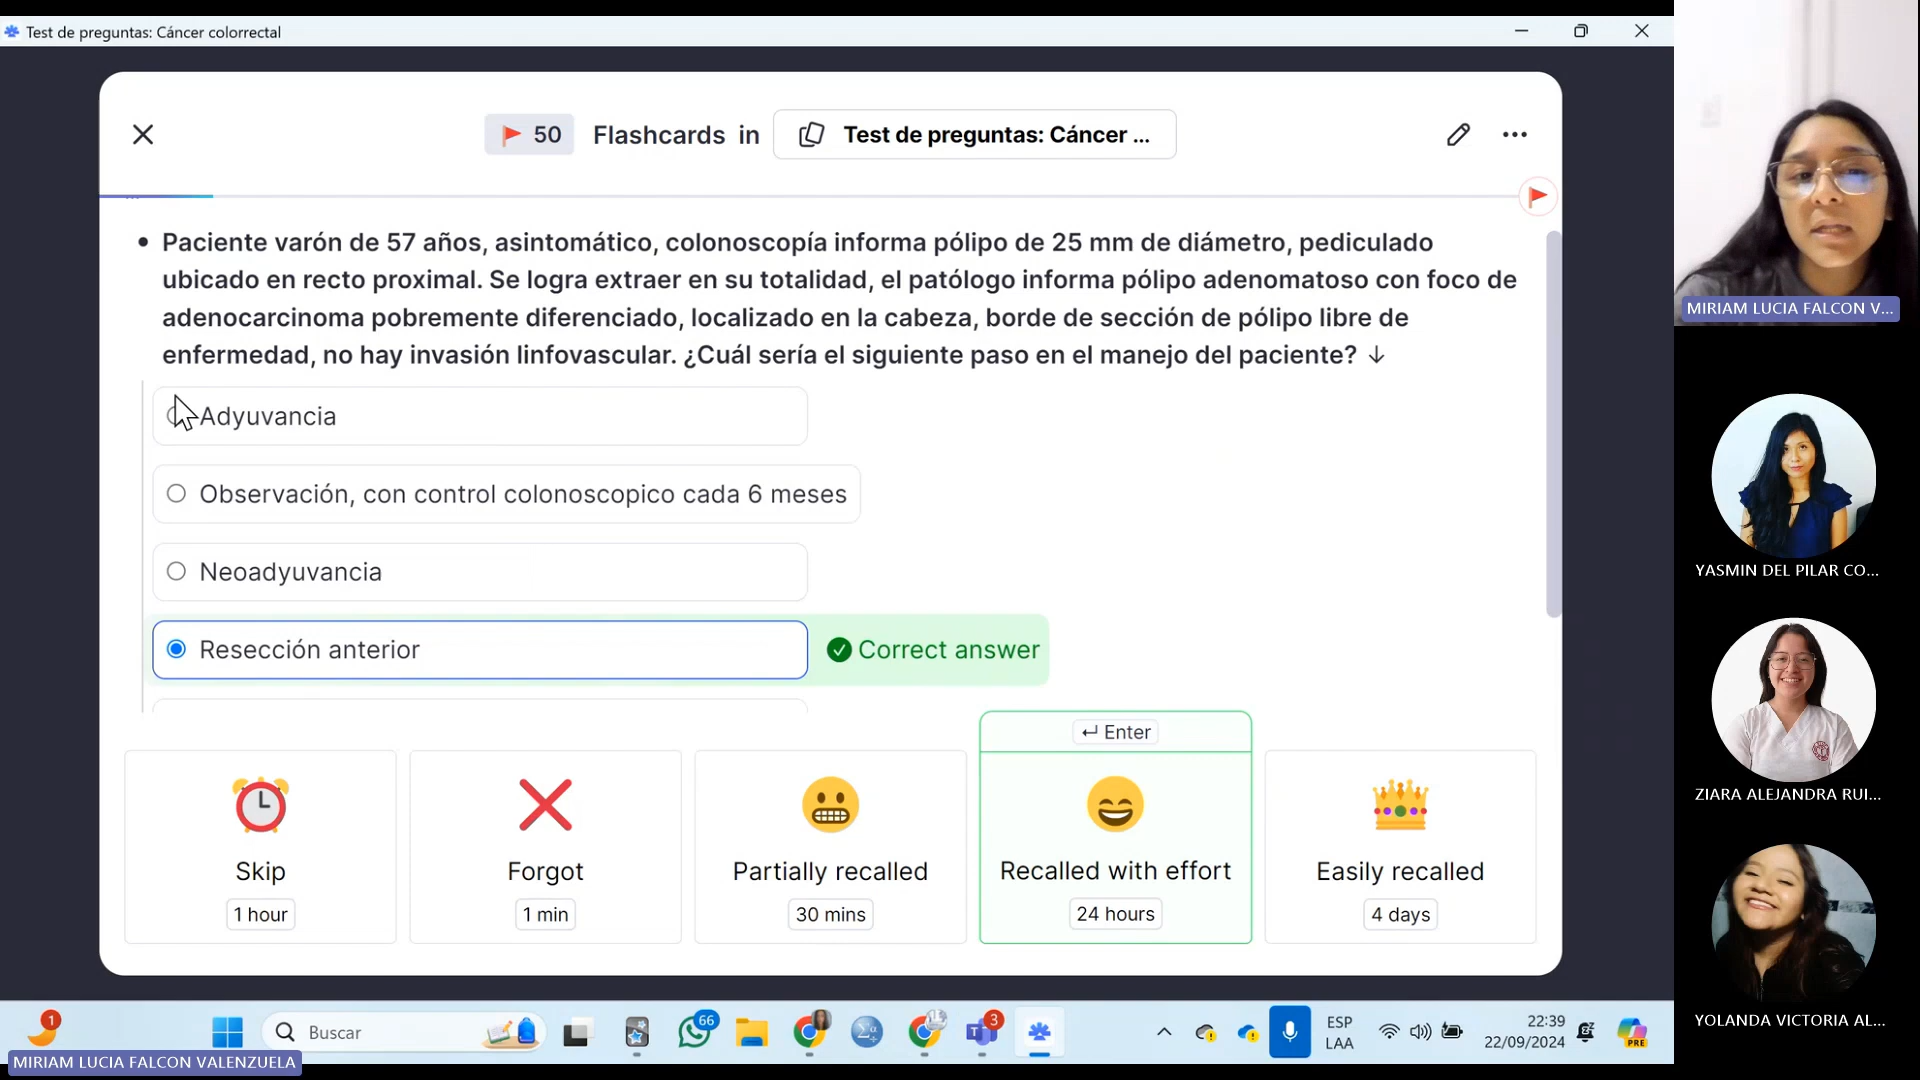 Test de preguntas: Cáncer colorrectal
50
Flashcards in
Test de preguntas: Cáncer ...
Paciente varón de 57 años, asintomático, colonoscopía informa pólipo de 25 mm de diámetro, pediculado
ubicado en recto proximal. Se logra extraer en su totalidad, el patólogo informa pólipo adenomatoso con foco de
adenocarcinoma pobremente diferenciado, localizado en la cabeza, borde de sección de pólipo libre de
enfermedad, no hay invasión linfovascular. ¿Cuál sería el siguiente paso en el manejo del paciente? ↓
Adyuvancia
Observación, con control colonoscopico cada 6 meses
Neoadyuvancia
Resección anterior
Correct answer
↵ Enter
Skip
1 hour
Forgot
1 min
Partially recalled
30 mins
Recalled with effort
24 hours
Easily recalled
4 days
MIRIAM LUCIA FALCON V...
YASMIN DEL PILAR CO...
ZIARA ALEJANDRA RUI...
YOLANDA VICTORIA AL...
1
Buscar
66
3
ESP
LAA
22:39
22/09/2024
PRE
MIRIAM LUCIA FALCON VALENZUELA